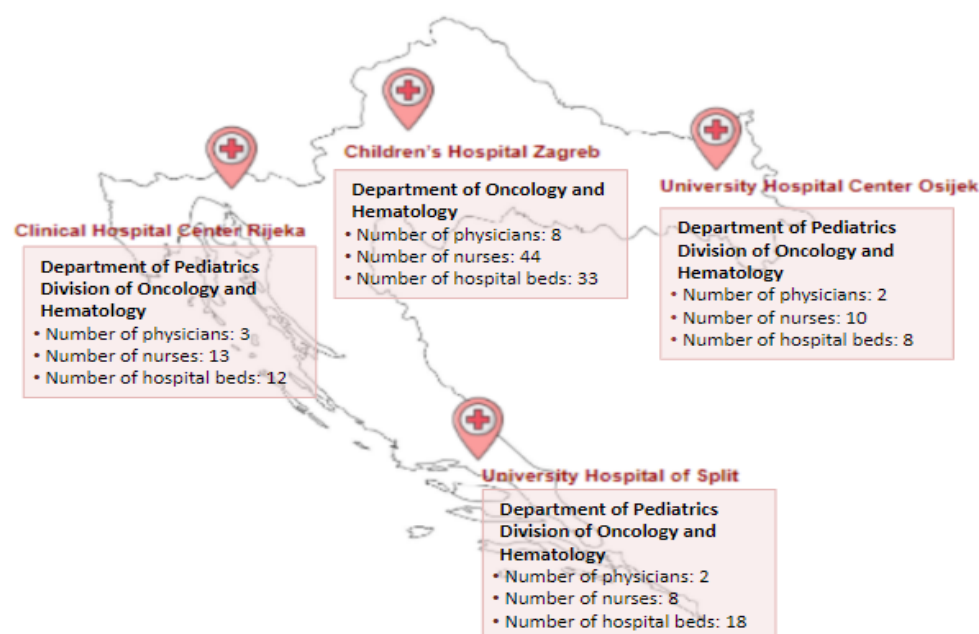 Children's Hospital Zagreb
Department of Oncology and
Hematology
• Number of physicians: 8
• Number of nurses: 44
• Number of hospital beds: 33
University Hospital Center Osijek
Department of Pediatrics
Division of Oncology and
Hematology
• Number of physicians: 2
• Number of nurses: 10
• Number of hospital beds: 8
Clinical Hospital Center Rijeka
Department of Pediatrics
Division of Oncology and
Hematology
• Number of physicians: 3
• Number of nurses: 13
• Number of hospital beds: 12
University Hospital of Split
Department of Pediatrics
Division of Oncology and
Hematology
• Number of physicians: 2
• Number of nurses: 8
• Number of hospital beds: 18